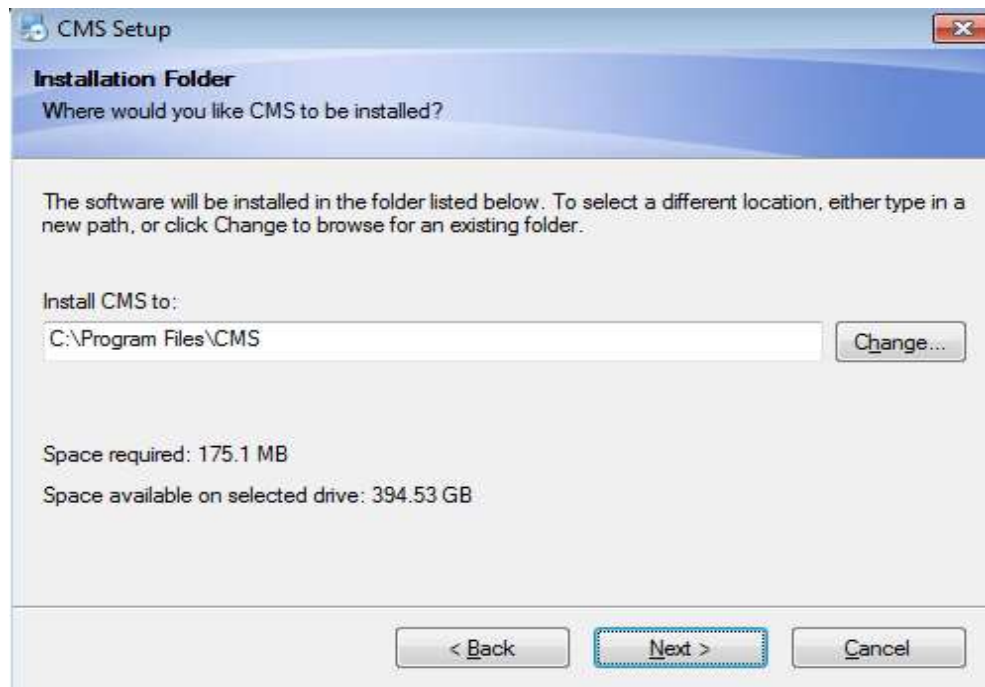 CMS Setup
Installation Folder
Where would you like CMS to be installed?
The software will be installed in the folder listed below. To select a different location, either type in a
new path, or click Change to browse for an existing folder.
Install CMS to:
C:\Program Files\CMS
Change...
Space required: 175.1 MB
Space available on selected drive: 394.53 GB
< Back
Next >
Cancel